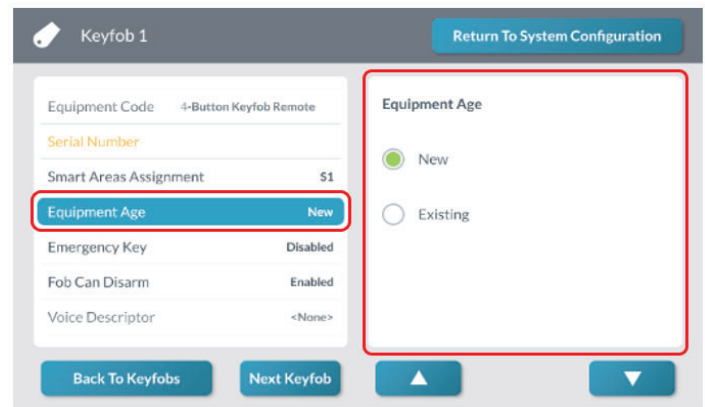 Keyfob 1
Return To System Configuration
Equipment Code 4-Button Keyfob Remote
Serial Number
Smart Areas Assignment S1
Equipment Age New
Emergency Key Disabled
Fob Can Disarm Enabled
Voice Descriptor <None>
Equipment Age
New
Existing
Back To Keyfobs
Next Keyfob